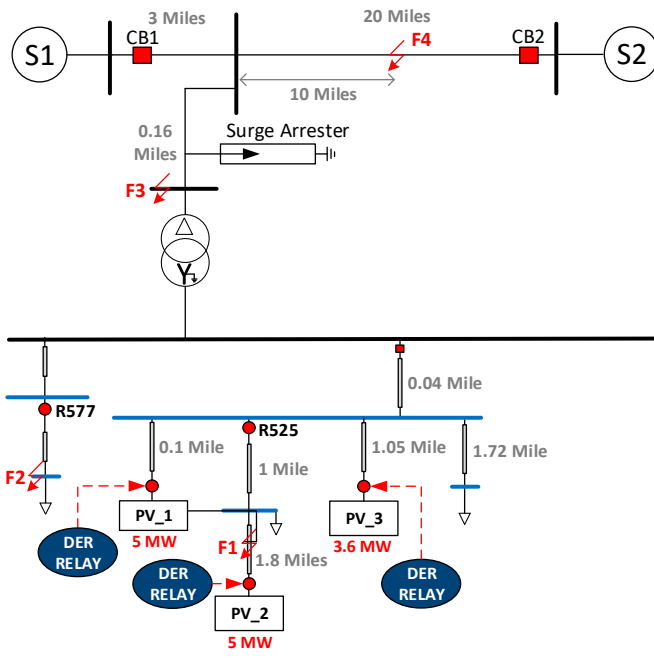 3 Miles
20 Miles
S1
CB1
F4
CB2
S2
10 Miles
0.16
Miles
Surge Arrester
F3
0.04 Mile
R577
0.1 Mile
R525
1.05 Mile
1.72 Mile
1 Mile
F2
PV_1
5 MW
PV_3
3.6 MW
F1
1.8 Miles
DER
RELAY
DER
RELAY
DER
RELAY
PV_2
5 MW